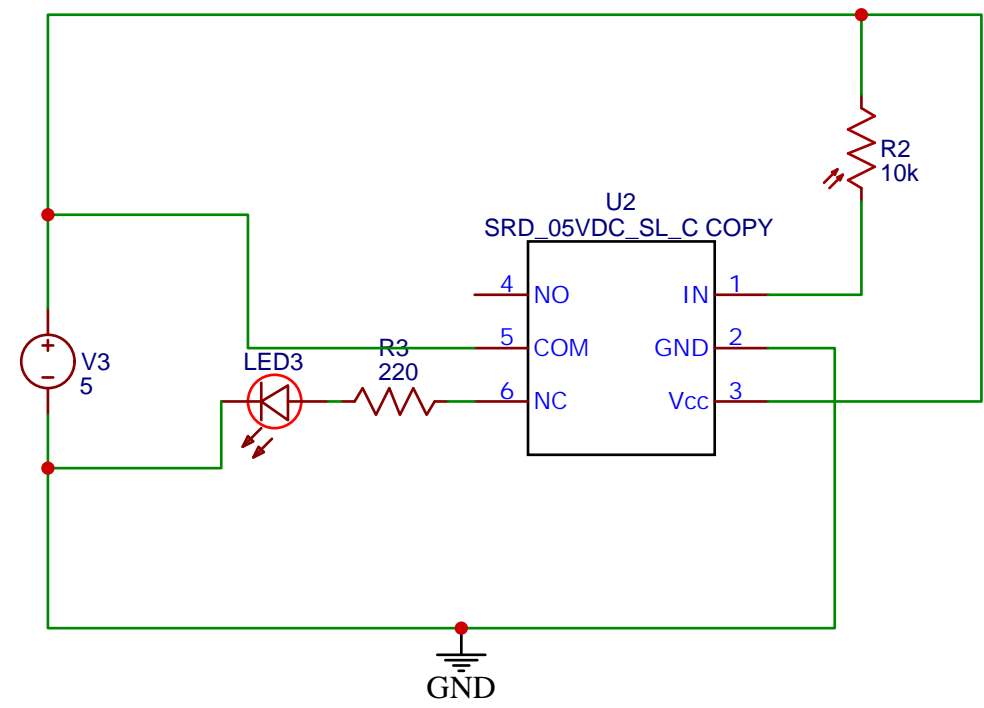 R2
10k
U2
SRD_05VDC_SL_C COPY
4 NO
IN 1
R3
5 COM
GND 2
V3
5
LED3
220
6 NC
Vcc 3
GND